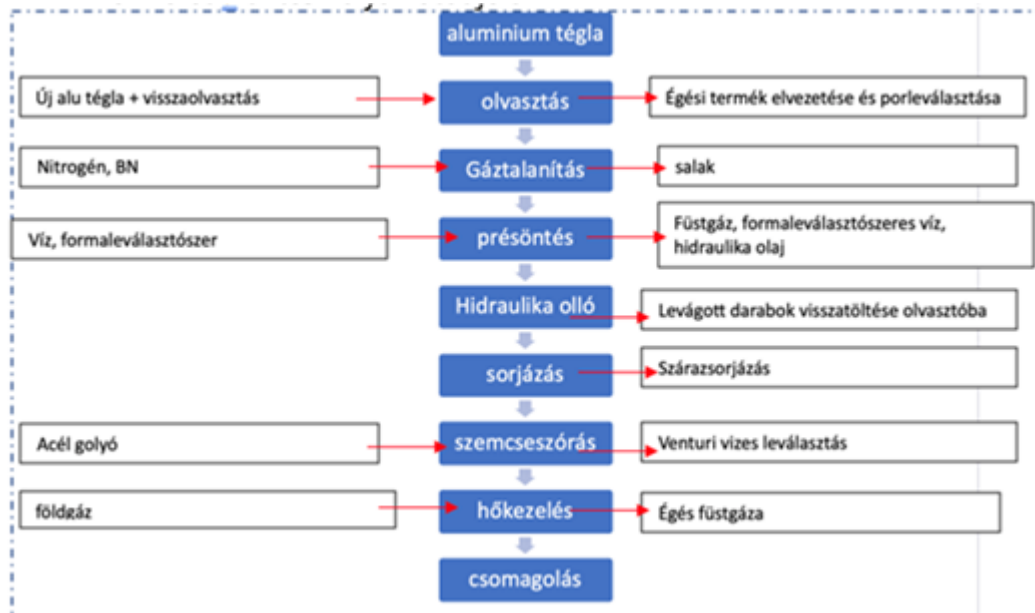 aluminium tégla
Új alu tégla + visszaolvasztás
olvasztás
Égési termék elvezetése és porleválasztása
Nitrogén, BN
Gáztalanítás
salak
Víz, formaleválasztószer
présöntés
Füstgáz, formaleválasztószeres víz,
hidraulika olaj
Hidraulika olló
Levágott darabok visszatöltése olvasztóba
sorjázás
Szárazsorjázás
Acél golyó
szemcseszórás
Venturi vizes leválasztás
földgáz
hőkezelés
Égés füstgáza
csomagolás